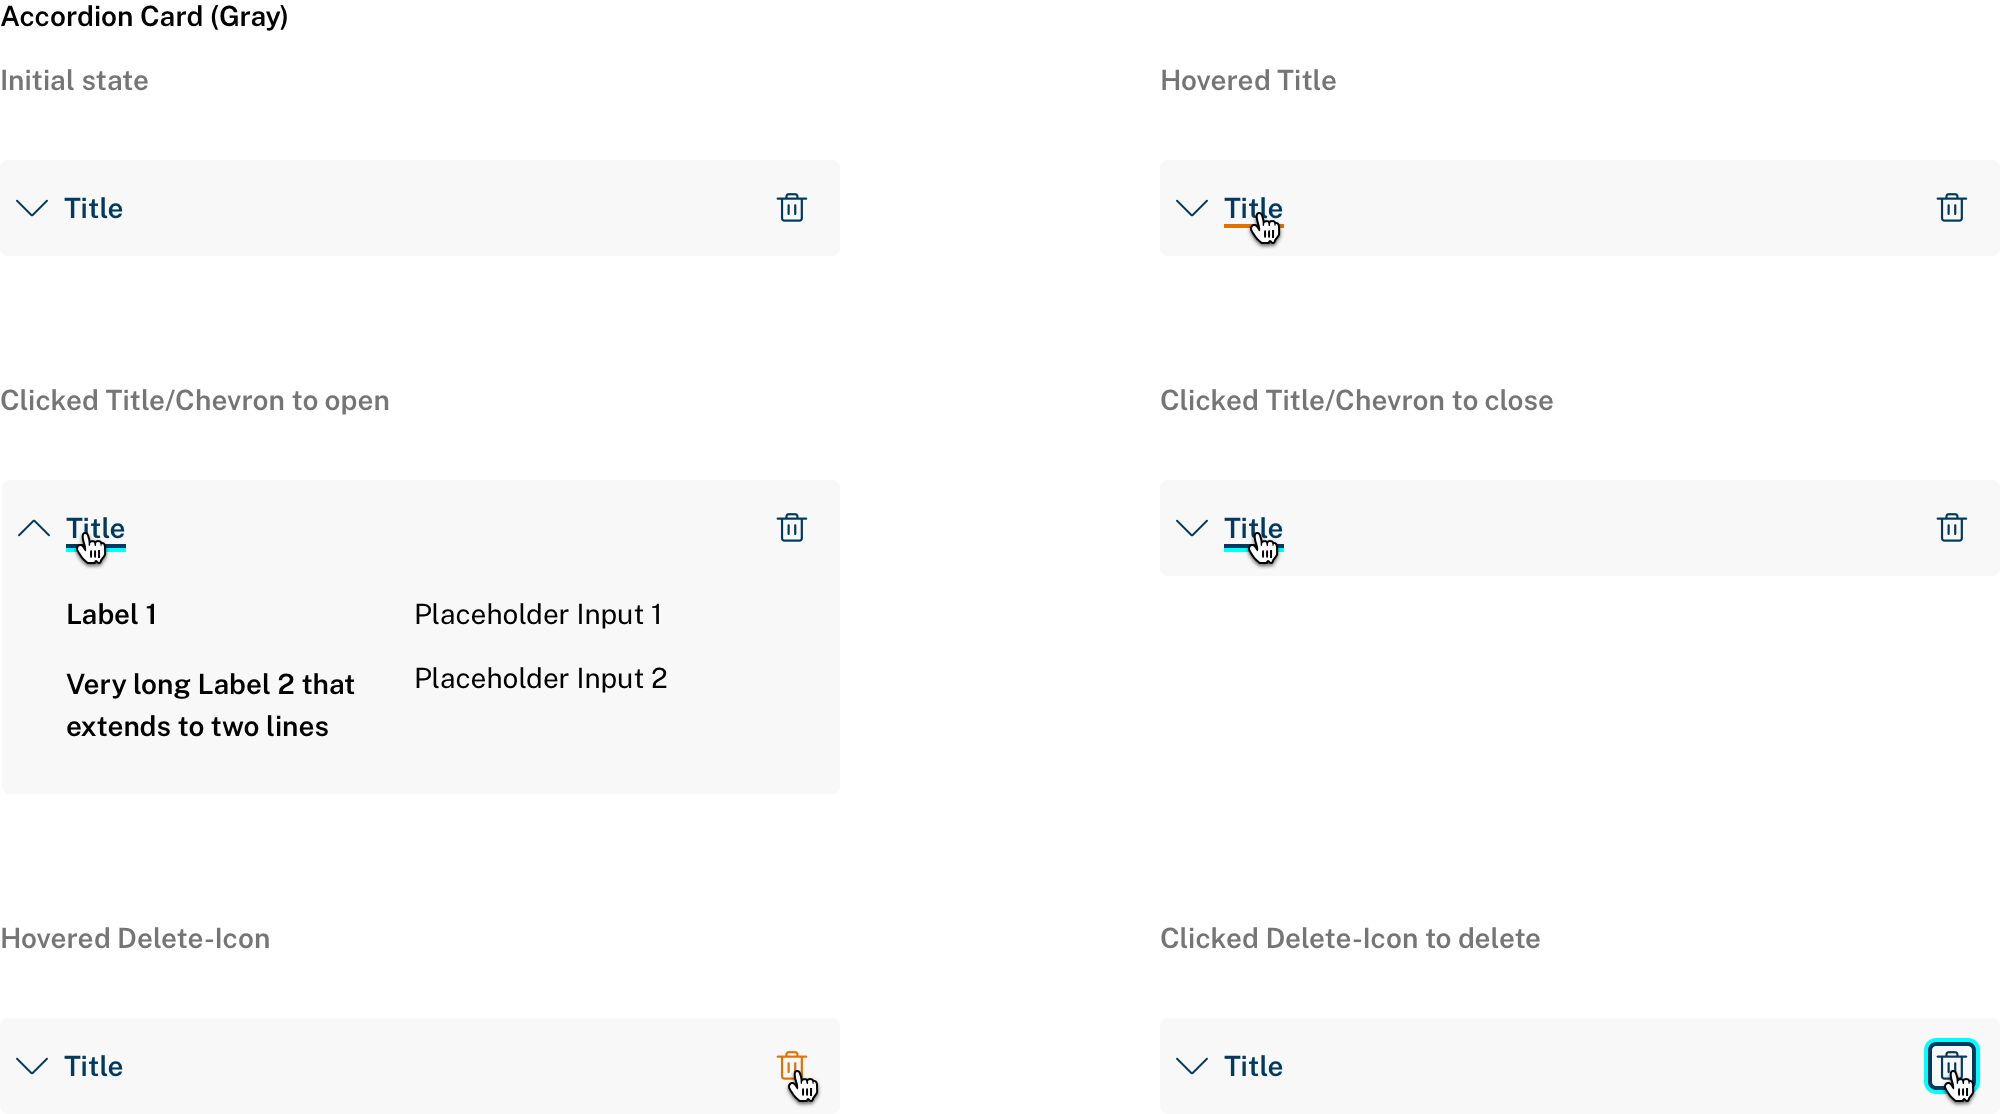 Accordion Card (Gray)
Initial state
Hovered Title
Title
Title
Clicked Title/Chevron to open
Clicked Title/Chevron to close
Title
Title
Label 1
Placeholder Input 1
Very long Label 2 that
extends to two lines
Placeholder Input 2
Hovered Delete-Icon
Clicked Delete-Icon to delete
Title
Title